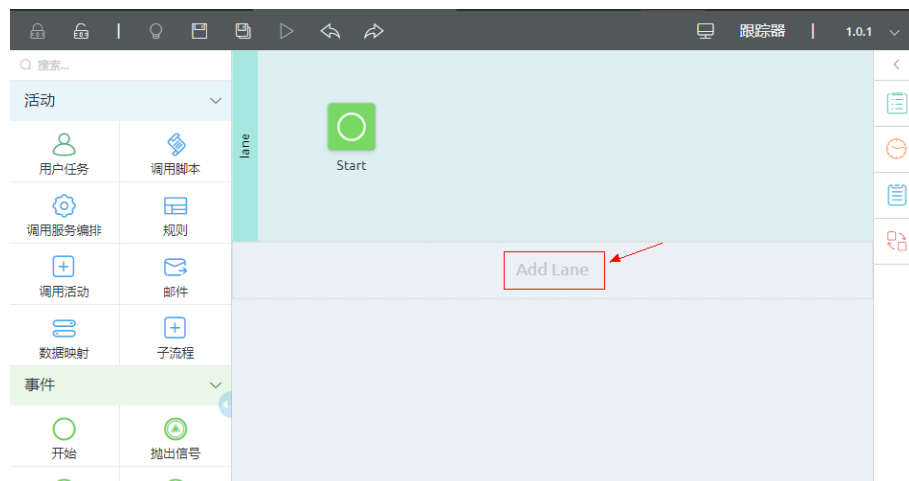 跟踪器
1.0.1
搜索...
活动
lane
Start
用户任务
调用脚本
调用服务编排
规则
Add Lane
调用活动
邮件
数据映射
子流程
事件
开始
抛出信号